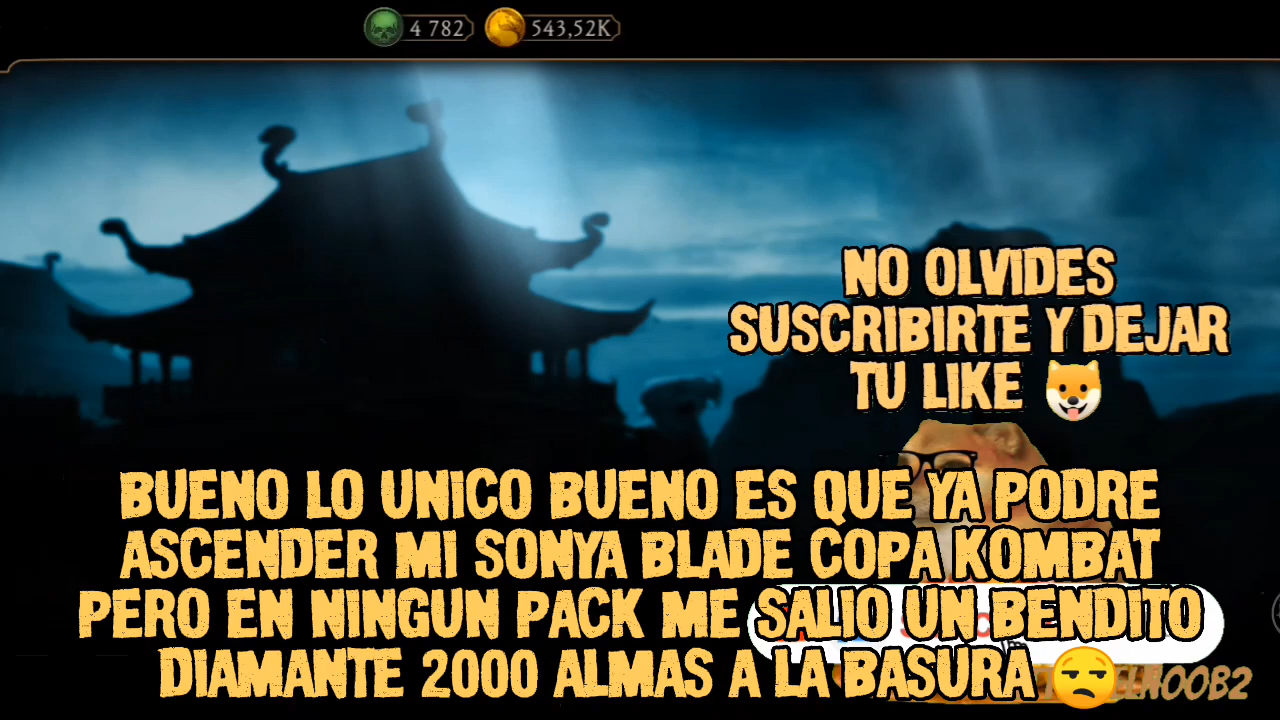 4 782 543,52K
NO OLVIDES
SUSCRIBIRTE Y DEJAR
TU LIKE
BUENO LO UNICO BUENO ES QUE YA PODRE
ASCENDER MI SONYA BLADE COPA KOMBAT
PERO EN NINGUN PACK ME SALIO UN BENDITO
DIAMANTE 2000 ALMAS A LA BASURA